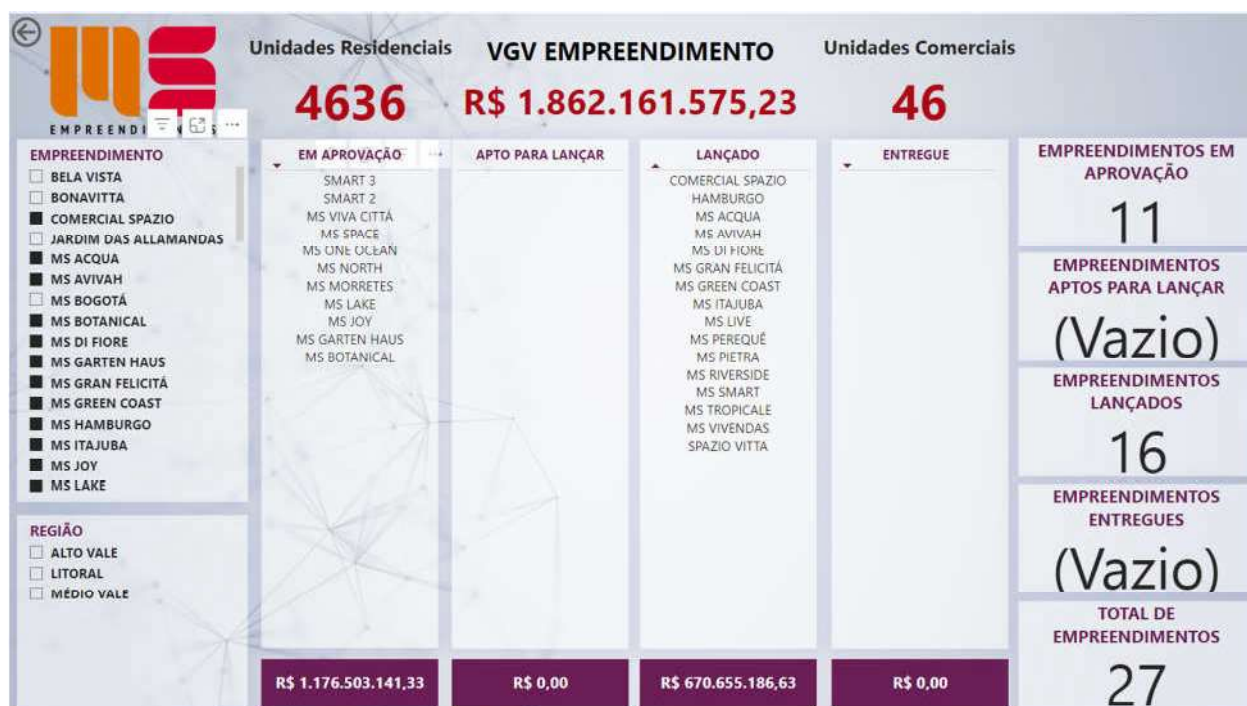 Unidades Residenciais
4636
VGV EMPREENDIMENTO
R$ 1.862.161.575,23
Unidades Comerciais
46
MS
EMPREENDI
EMPREENDIMENTO
BELA VISTA
BONAVITTA
COMERCIAL SPAZIO
JARDIM DAS ALLAMANDAS
MS ACQUA
MS AVIVAH
MS BOGOTÁ
MS BOTANICAL
MS DI FIORE
MS GARTEN HAUS
MS GRAN FELICITÁ
MS GREEN COAST
MS HAMBURGO
MS ITAJUBA
MS JOY
MS LAKE
REGIÃO
ALTO VALE
LITORAL
MÉDIO VALE
EM APROVAÇÃO
SMART 3
SMART 2
MS VIVA CITTÁ
MS SPACE
MS ONE OCEAN
MS NORTH
MS MORRETES
MS LAKE
MS JOY
MS GARTEN HAUS
MS BOTANICAL
R$ 1.176.503.141,33
APTO PARA LANÇAR
R$ 0,00
LANÇADO
COMERCIAL SPAZIO
HAMBURGO
MS ACQUA
MS AVIVAH
MS DI FIORE
MS GRAN FELICITÁ
MS GREEN COAST
MS ITAJUBA
MS LIVE
MS PEREQUÊ
MS PIETRA
MS RIVERSIDE
MS SMART
MS TROPICALE
MS VIVENDAS
SPAZIO VITTA
R$ 670.655.186,63
ENTREGUE
R$ 0,00
EMPREENDIMENTOS EM
APROVAÇÃO
11
EMPREENDIMENTOS
APTOS PARA LANÇAR
(Vazio)
EMPREENDIMENTOS
LANÇADOS
16
EMPREENDIMENTOS
ENTREGUES
(Vazio)
TOTAL DE
EMPREENDIMENTOS
27